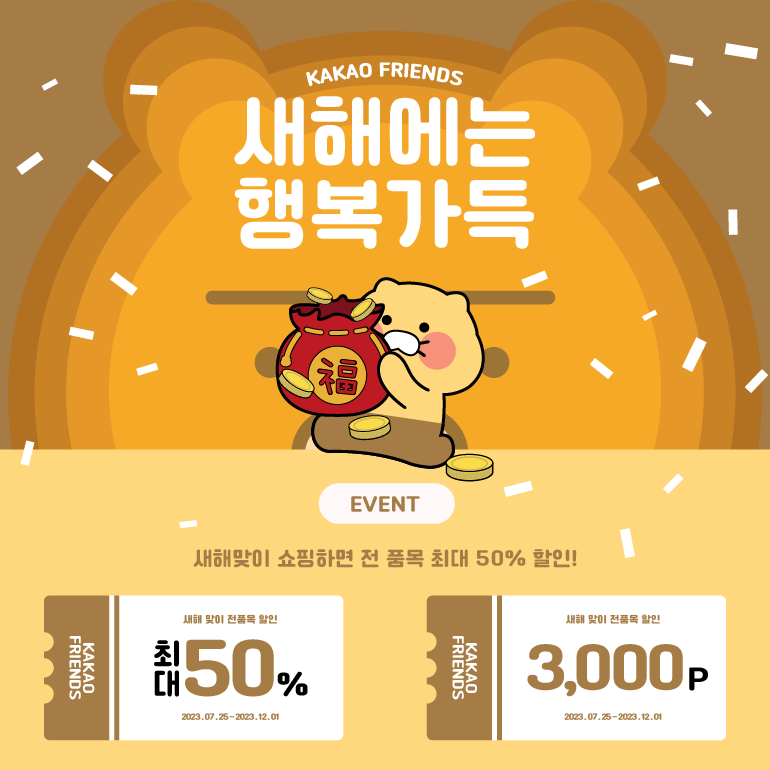 KAKAO FRIENDS
새해에는
행복가득
福
EVENT
새해맞이 쇼핑하면 전 품목 최대 50% 할인!
KAKAO
FRIENDS
새해 맞이 전품목 할인
최대 50%
2023.07.25-2023.12.01
KAKAO
FRIENDS
새해 맞이 전품목 할인
3,000P
2023.07.25-2023.12.01